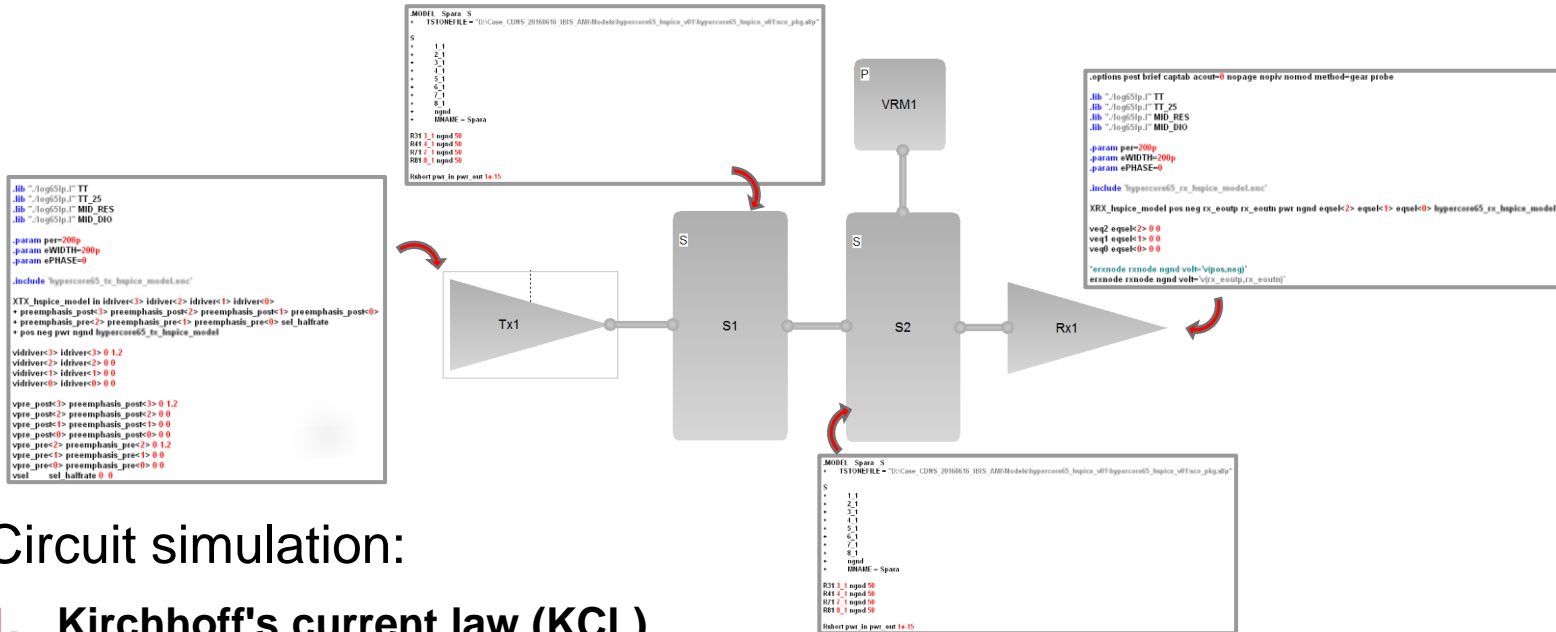 .MODEL Spara S
+ TSTONEFILE = "D:\Case_CDNS_20160616_IBIS_AMI\Models\hypercore65_hspice_v01\hypercore65_hspice_v01\scn_pkg.s8p"
S
+ 1_1
+ 2_1
+ 3_1
+ 4_1
+ 5_1
+ 6_1
+ 7_1
+ 8_1
+ ngnd
+ MNAME = Spara
R31 3_1 ngnd 50
R41 4_1 ngnd 50
R71 7_1 ngnd 50
R81 8_1 ngnd 50
Rshort pwr_in pwr_out 1e-15
.lib "./log65lp.l" TT
.lib "./log65lp.l" TT_25
.lib "./log65lp.l" MID_RES
.lib "./log65lp.l" MID_DIO
.param per=200p
.param eWIDTH=200p
.param ePHASE=0
.include 'hypercore65_tx_hspice_model.enc'
XTX_hspice_model in idriver<3> idriver<2> idriver<1> idriver<0>
+ preemphasis_post<3> preemphasis_post<2> preemphasis_post<1> preemphasis_post<0>
+ preemphasis_pre<2> preemphasis_pre<1> preemphasis_pre<0> sel_halfrate
+ pos neg pwr ngnd hypercore65_tx_hspice_model
vidriver<3> idriver<3> 0 1.2
vidriver<2> idriver<2> 0 0
vidriver<1> idriver<1> 0 0
vidriver<0> idriver<0> 0 0
vpre_post<3> preemphasis_post<3> 0 1.2
vpre_post<2> preemphasis_post<2> 0 0
vpre_post<1> preemphasis_post<1> 0 0
vpre_post<0> preemphasis_post<0> 0 0
vpre_pre<2> preemphasis_pre<2> 0 1.2
vpre_pre<1> preemphasis_pre<1> 0 0
vpre_pre<0> preemphasis_pre<0> 0 0
vsel sel_halfrate 0 0
P
VRM1
Tx1
S
S1
S
S2
Rx1
.options post brief captab acout=0 nopage nopiv nomod method=gear probe
.lib "./log65lp.l" TT
.lib "./log65lp.l" TT_25
.lib "./log65lp.l" MID_RES
.lib "./log65lp.l" MID_DIO
.param per=200p
.param eWIDTH=200p
.param ePHASE=0
.include 'hypercore65_rx_hspice_model.enc'
XRX_hspice_model pos neg rx_eoutp rx_eoutn pwr ngnd eqsel<2> eqsel<1> eqsel<0> hypercore65_rx_hspice_model
veq2 eqsel<2> 0 0
veq1 eqsel<1> 0 0
veq0 eqsel<0> 0 0
*erxnode rxnode ngnd volt='v(pos,neg)'
erxnode rxnode ngnd volt='v(rx_eoutp,rx_eoutn)'
.MODEL Spara S
+ TSTONEFILE = "D:\Case_CDNS_20160616_IBIS_AMI\Models\hypercore65_hspice_v01\hypercore65_hspice_v01\scn_pkg.s8p"
S
+ 1_1
+ 2_1
+ 3_1
+ 4_1
+ 5_1
+ 6_1
+ 7_1
+ 8_1
+ ngnd
+ MNAME = Spara
R31 3_1 ngnd 50
R41 4_1 ngnd 50
R71 7_1 ngnd 50
R81 8_1 ngnd 50
Rshort pwr_in pwr_out 1e-15
Circuit simulation:
1. Kirchhoff's current law (KCL)